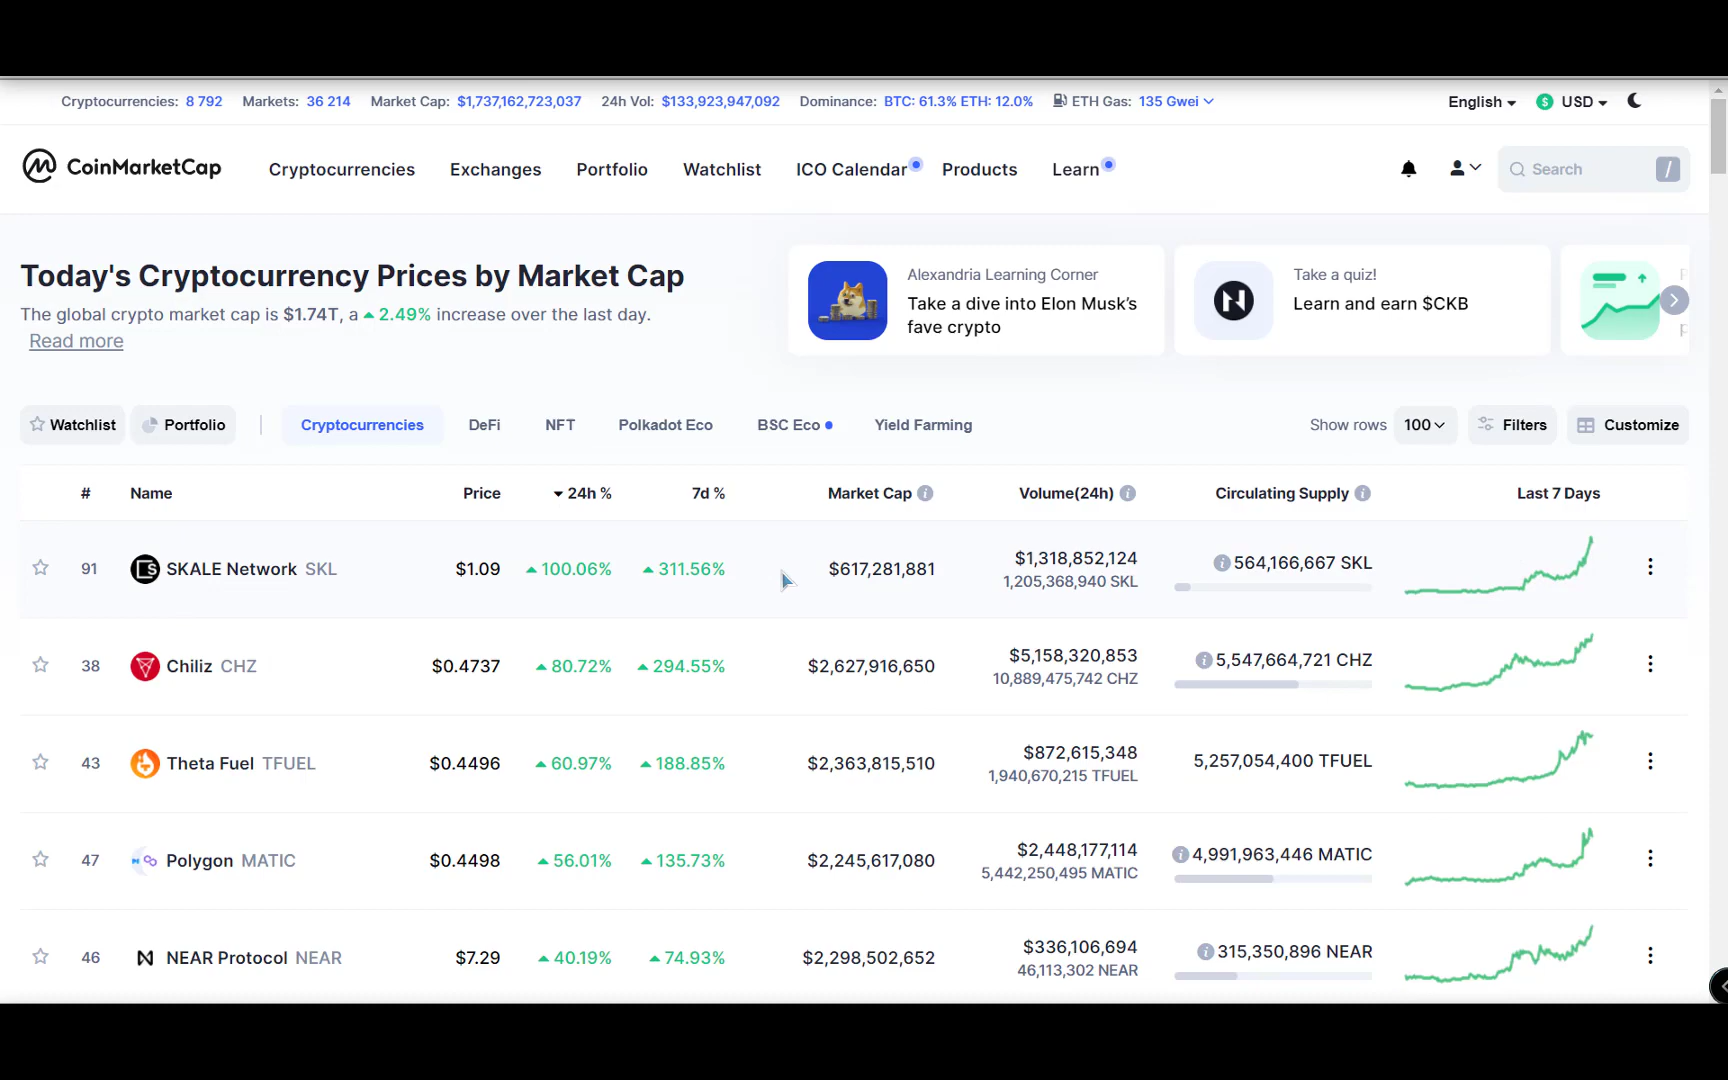 Cryptocurrencies: 8 792 Markets: 36 214 Market Cap: $1,737,162,723,037 24h Vol: $133,923,947,092 Dominance: BTC: 61.3% ETH: 12.0% ETH Gas: 135 Gwei English USD
CoinMarketCap Cryptocurrencies Exchanges Portfolio Watchlist ICO Calendar Products Learn Search /
Today's Cryptocurrency Prices by Market Cap
The global crypto market cap is $1.74T, a 2.49% increase over the last day.
Read more
Alexandria Learning Corner
Take a dive into Elon Musk's
fave crypto
Take a quiz!
Learn and earn $CKB
Watchlist Portfolio Cryptocurrencies DeFi NFT Polkadot Eco BSC Eco Yield Farming Show rows 100 Filters Customize
# Name Price 24h % 7d % Market Cap Volume(24h) Circulating Supply Last 7 Days
91 SKALE Network SKL $1.09 100.06% 311.56% $617,281,881 $1,318,852,124 564,166,667 SKL
1,205,368,940 SKL
38 Chiliz CHZ $0.4737 80.72% 294.55% $2,627,916,650 $5,158,320,853 5,547,664,721 CHZ
10,889,475,742 CHZ
43 Theta Fuel TFUEL $0.4496 60.97% 188.85% $2,363,815,510 $872,615,348 5,257,054,400 TFUEL
1,940,670,215 TFUEL
47 Polygon MATIC $0.4498 56.01% 135.73% $2,245,617,080 $2,448,177,114 4,991,963,446 MATIC
5,442,250,495 MATIC
46 NEAR Protocol NEAR $7.29 40.19% 74.93% $2,298,502,652 $336,106,694 315,350,896 NEAR
46,113,302 NEAR